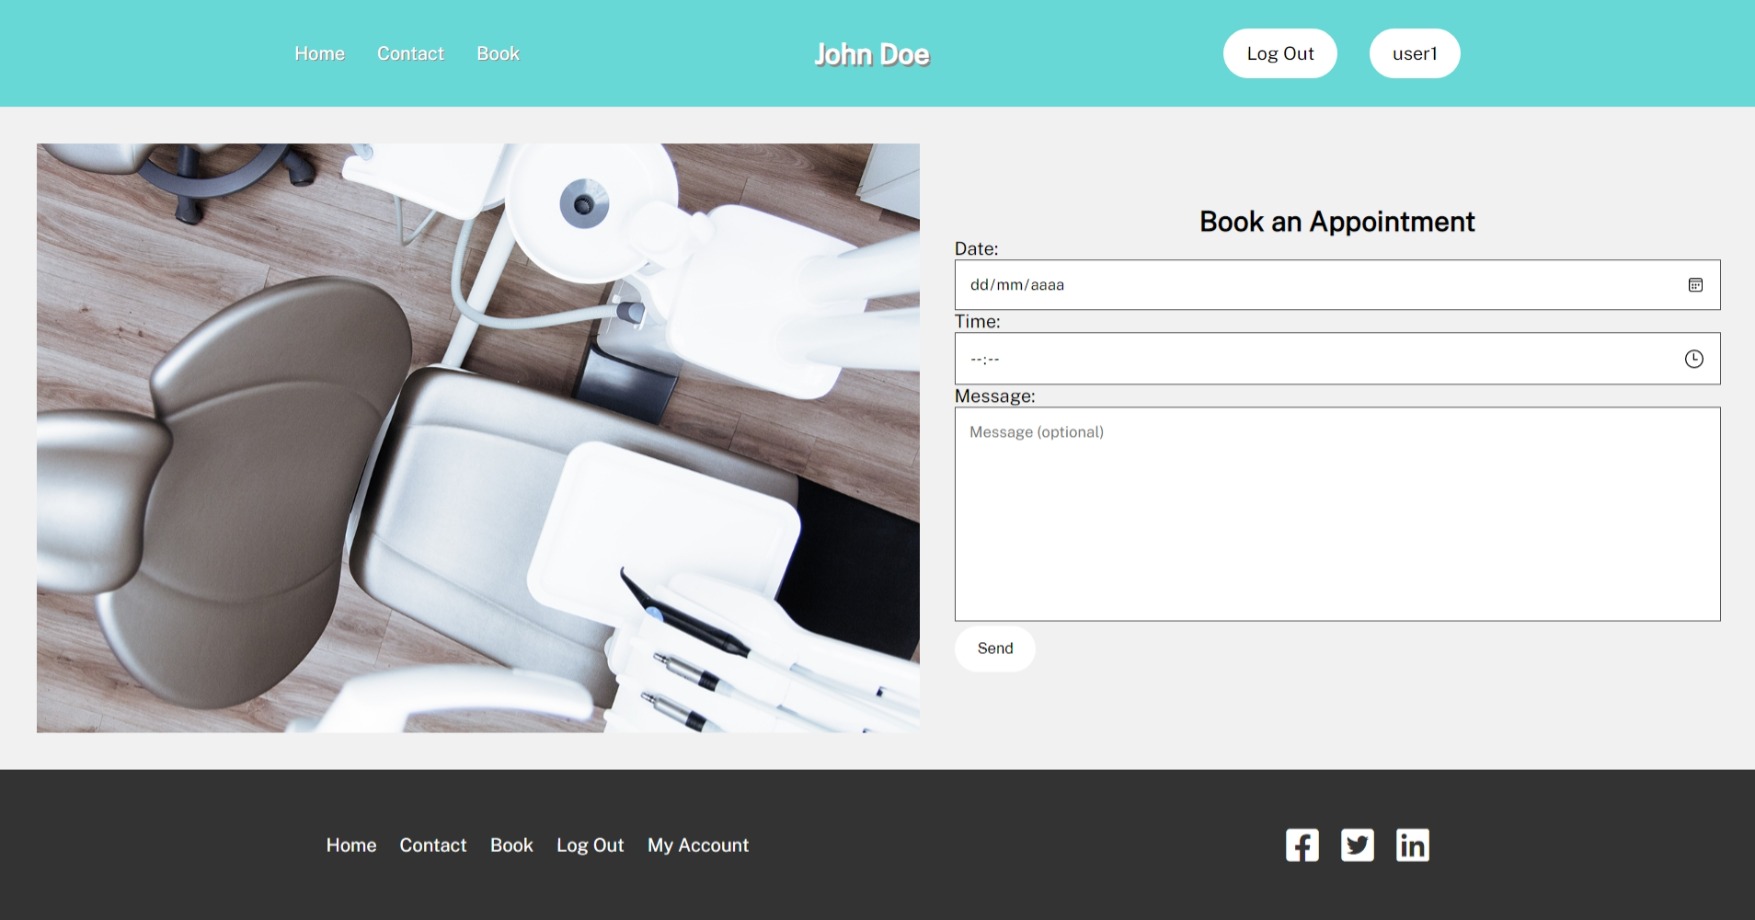 Home Contact Book John Doe Log Out user1
Book an Appointment
Date:
dd/mm/aaaa
Time:
--:--
Message:
Message (optional)
Send
Home Contact Book Log Out My Account